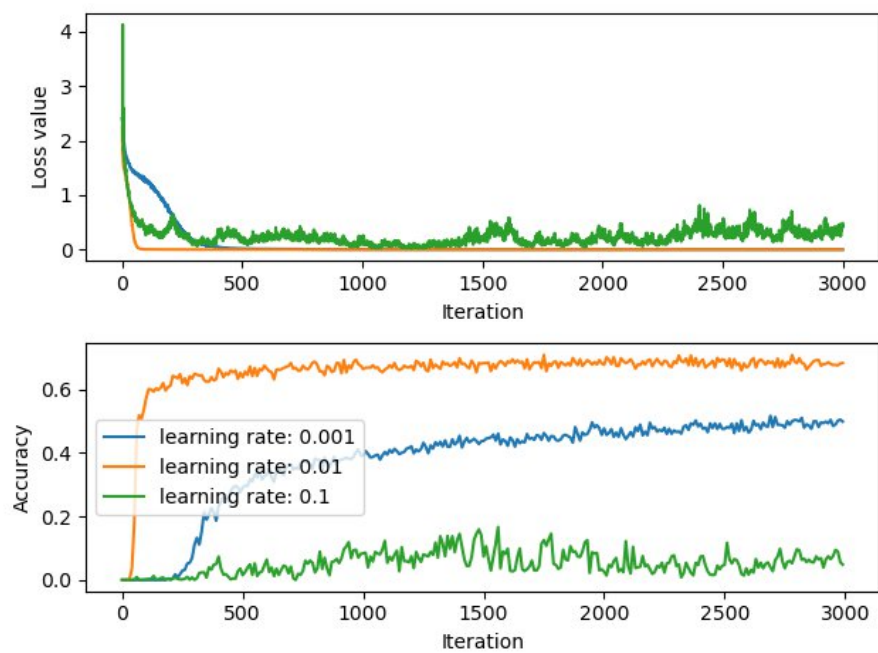 4
3
2
1
0
Loss value
0 500 1000 1500 2000 2500 3000
Iteration
0.6
0.4
0.2
0.0
Accuracy
learning rate: 0.001
learning rate: 0.01
learning rate: 0.1
0 500 1000 1500 2000 2500 3000
Iteration